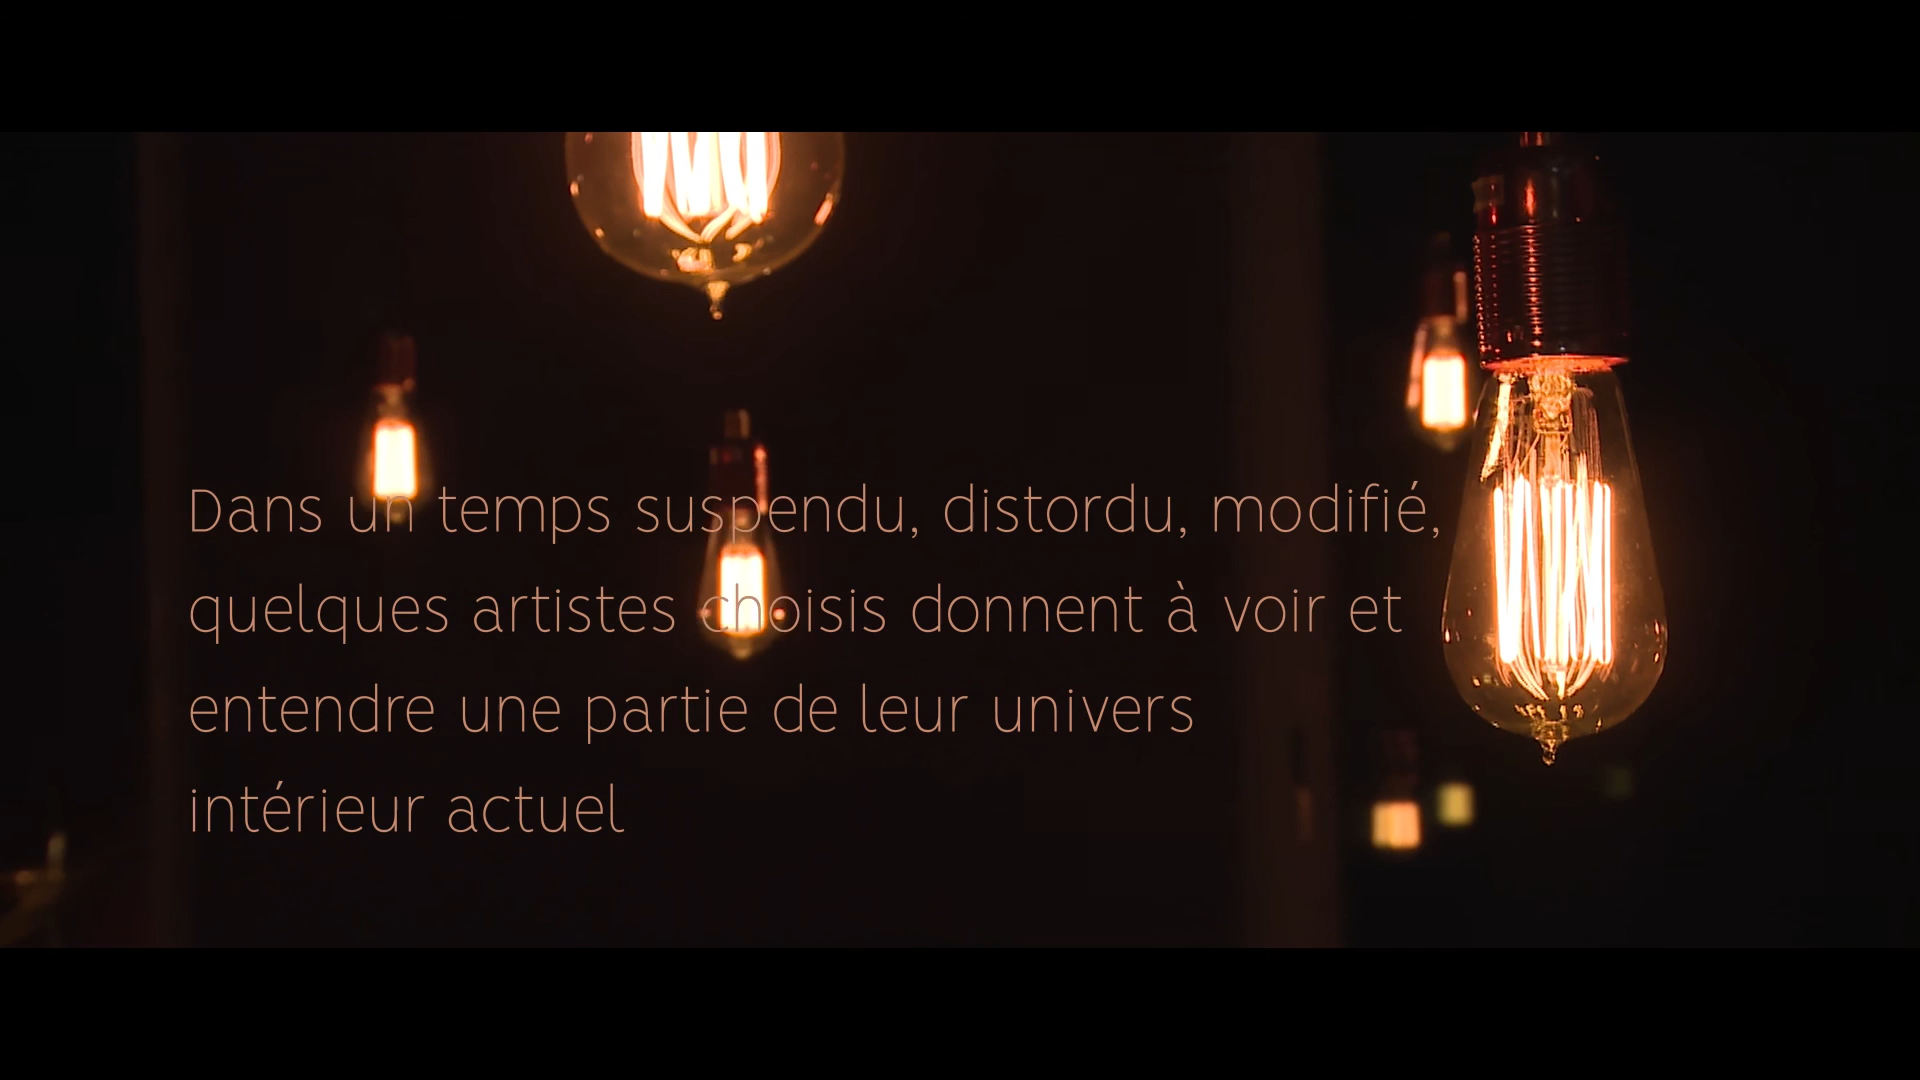 Dans un temps suspendu, distordu, modifié,
quelques artistes choisis donnent à voir et
entendre une partie de leur univers
intérieur actuel